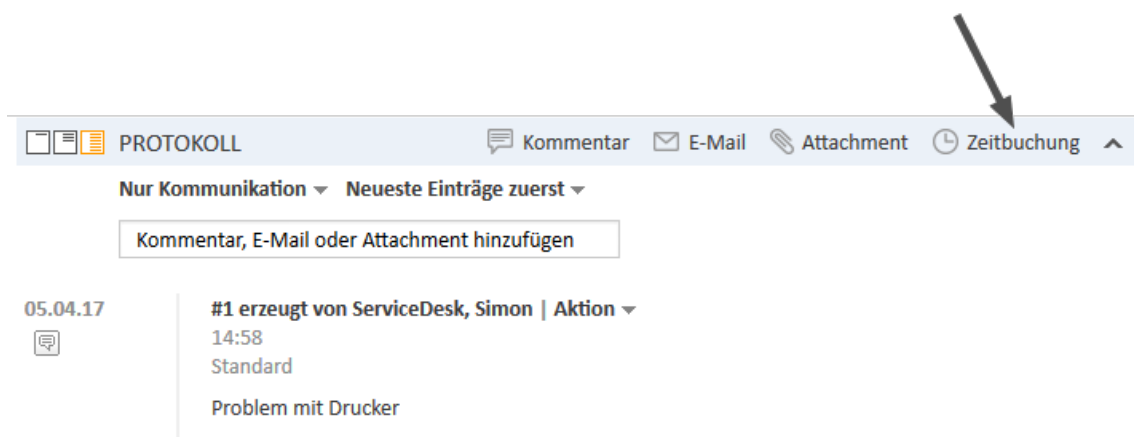 PROTOKOLL Kommentar E-Mail Attachment Zeitbuchung
Nur Kommunikation Neueste Einträge zuerst
Kommentar, E-Mail oder Attachment hinzufügen
05.04.17 #1 erzeugt von ServiceDesk, Simon | Aktion
14:58
Standard
Problem mit Drucker